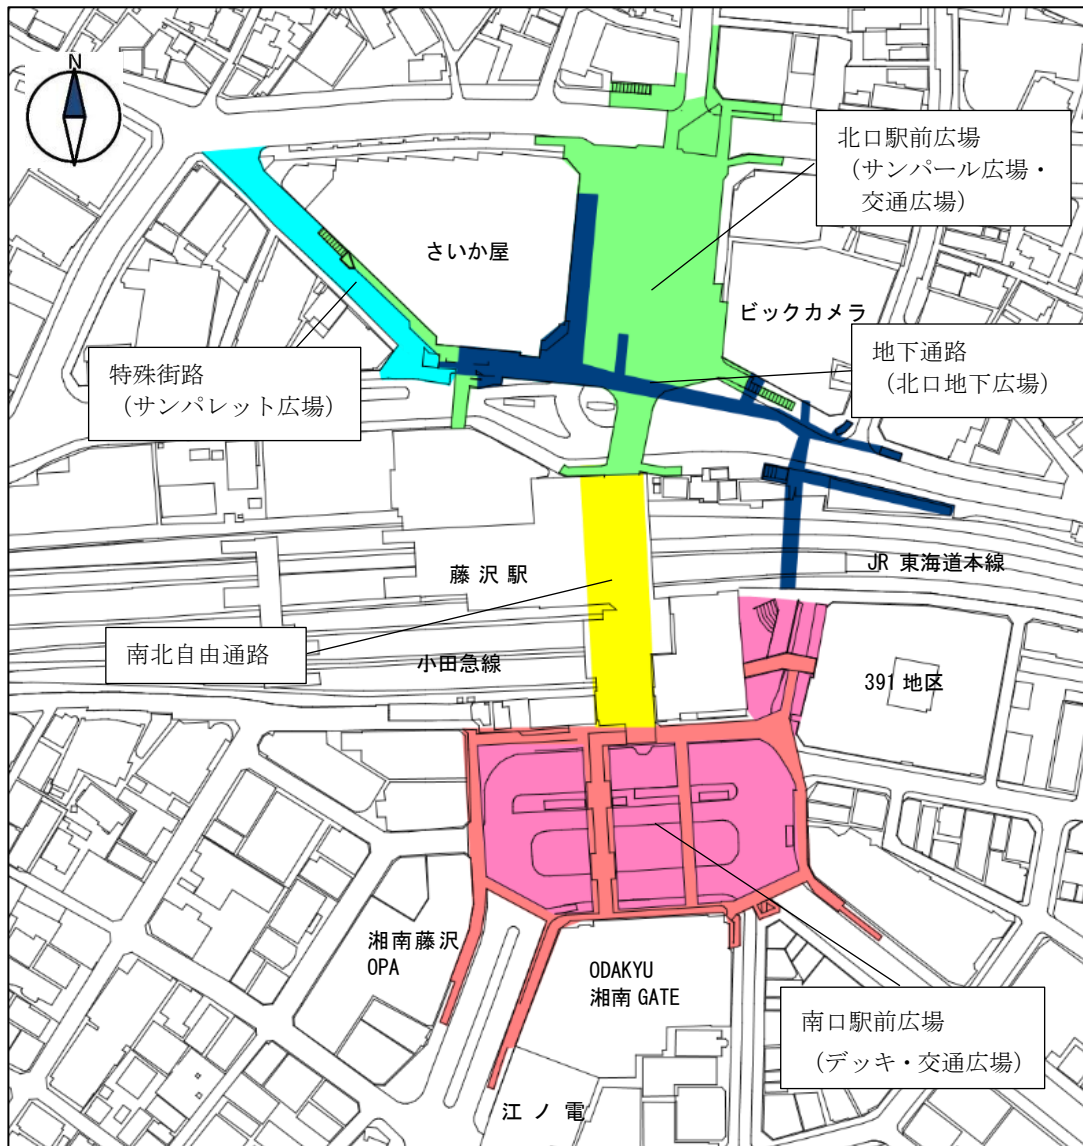 N
北口駅前広場
（サンパール広場・
交通広場）
さいか屋
ビックカメラ
地下通路
（北口地下広場）
特殊街路
（サンパレット広場）
JR 東海道本線
藤沢駅
南北自由通路
小田急線
391 地区
湘南藤沢
OPA
ODAKYU
湘南 GATE
南口駅前広場
（デッキ・交通広場）
江ノ電